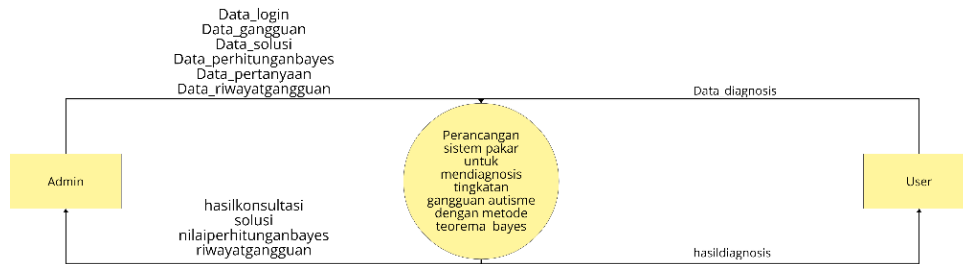 Data_login
Data_gangguan
Data_solusi
Data_perhitunganbayes
Data_pertanyaan
Data_riwayatgangguan
Data diagnosis
Perancangan
sistem pakar
untuk
mendiagnosis
tingkatan
gangguan autisme
dengan metode
teorema bayes
Admin
User
hasilkonsultasi
solusi
nilaiperhitunganbayes
riwayatgangguan
hasildiagnosis